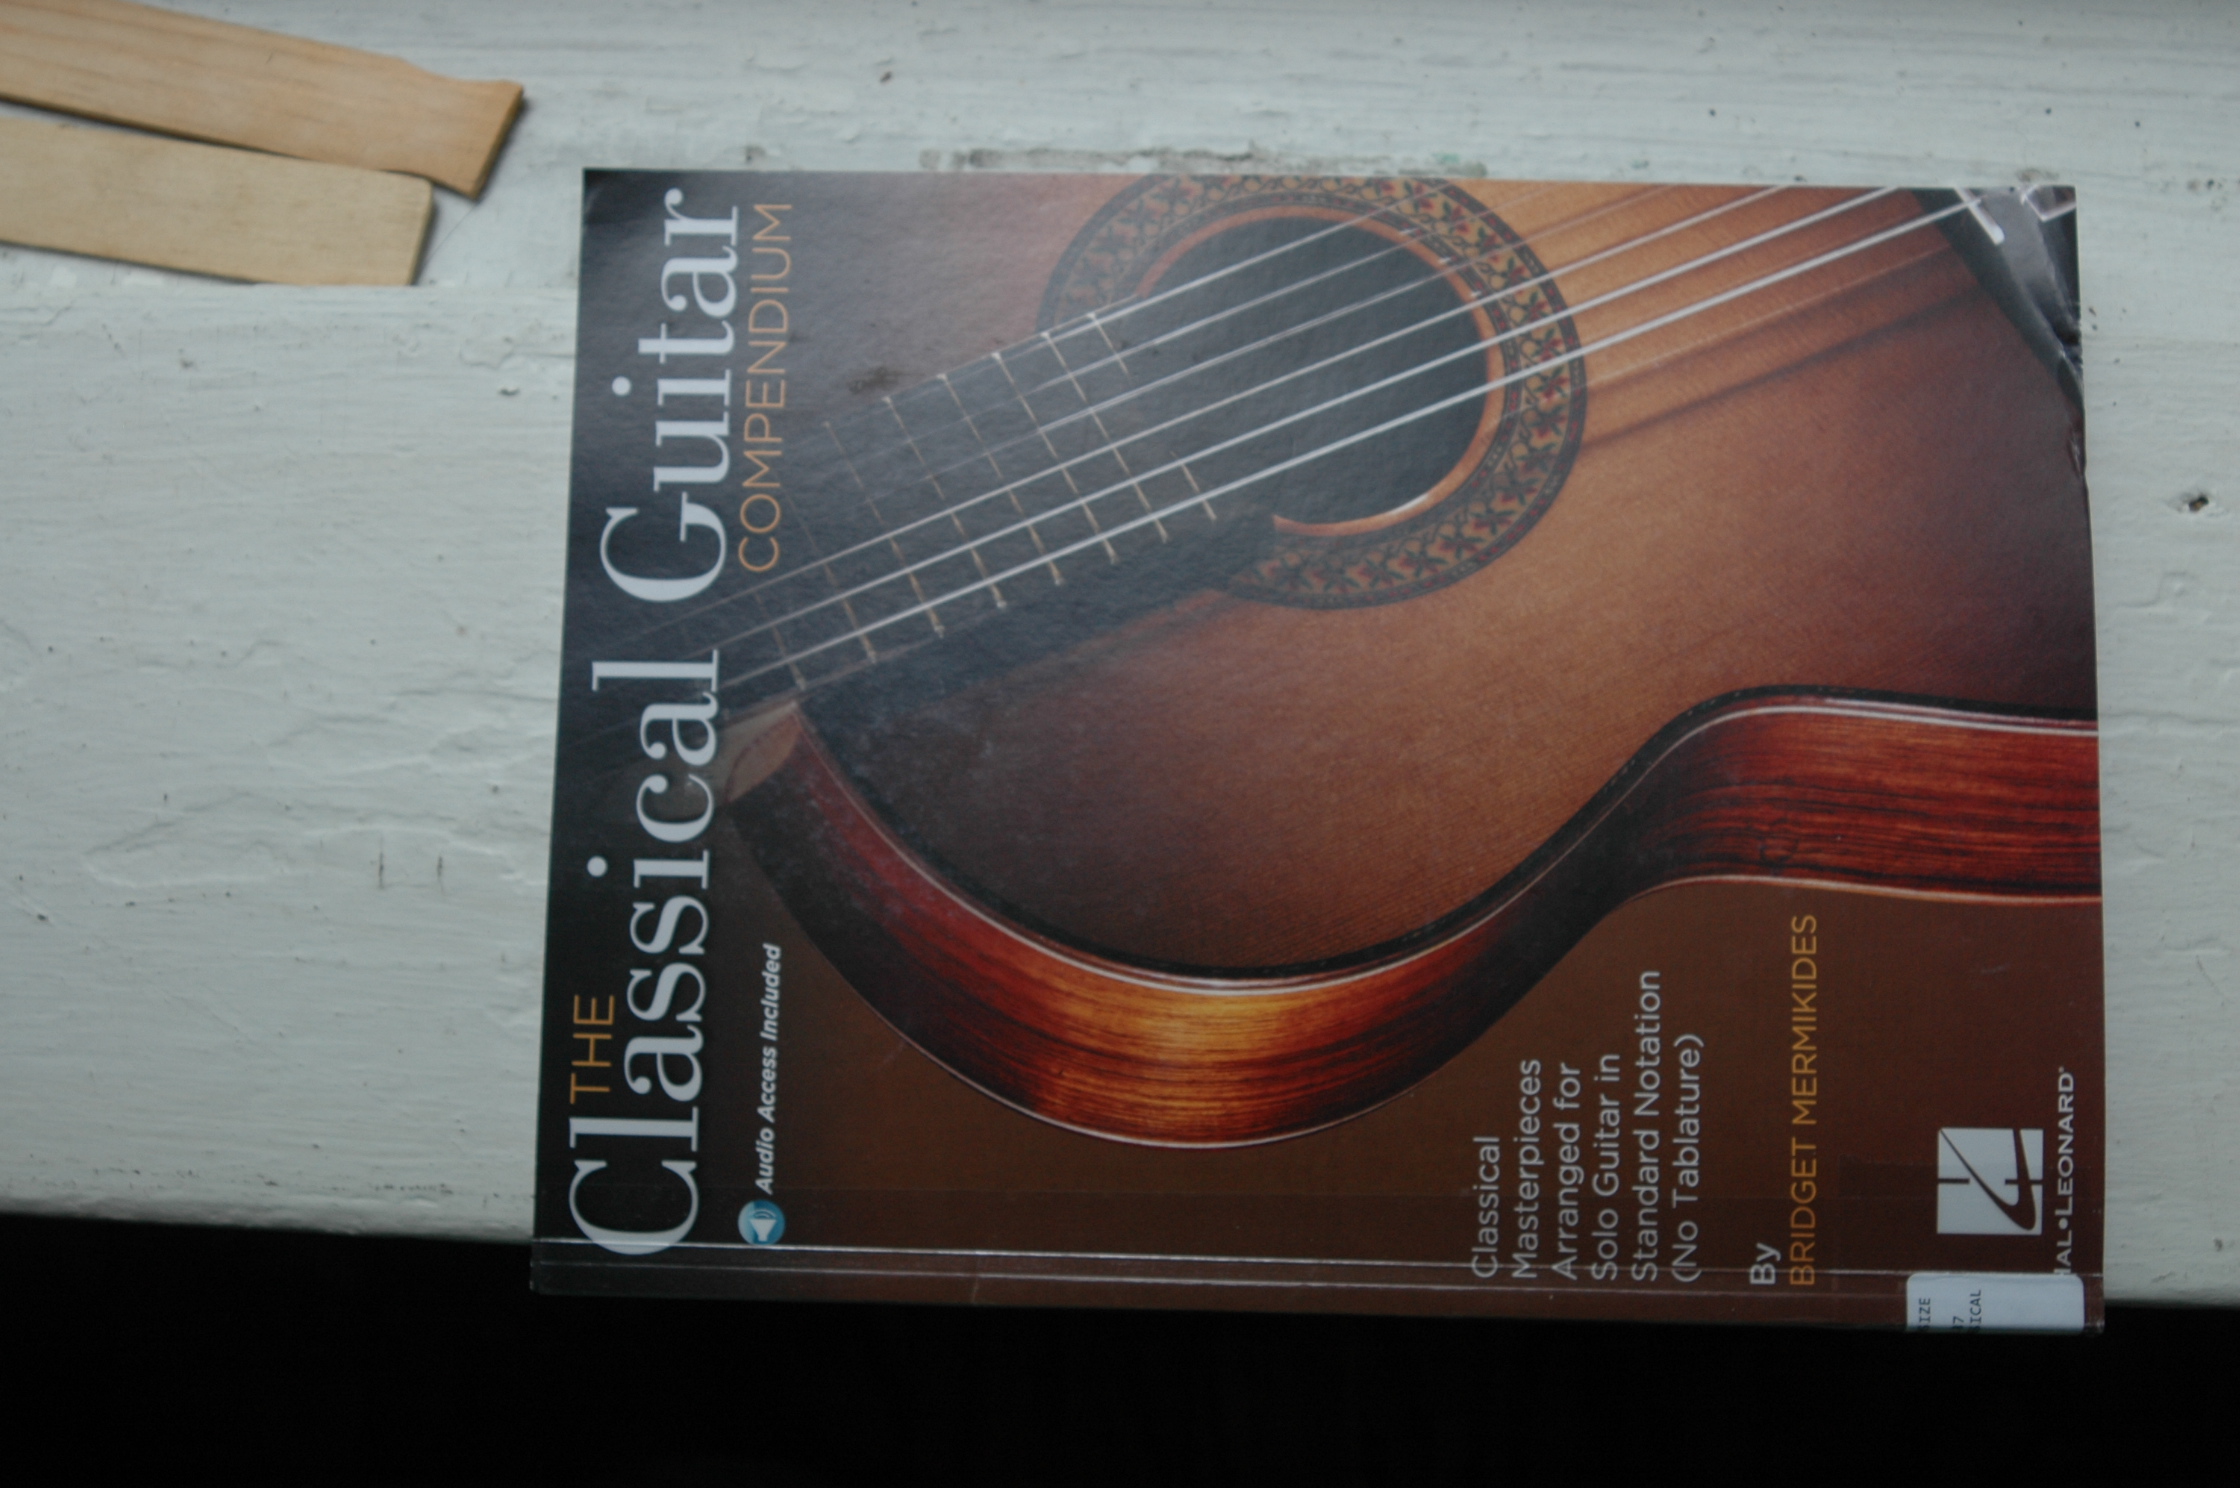 THE
Classical Guitar
COMPENDIUM
Audio Access Included
Classical
Masterpieces
Arranged for
Solo Guitar in
Standard Notation
(No Tablature)
By
BRIDGET MERMIKIDES
HAL•LEONARD®